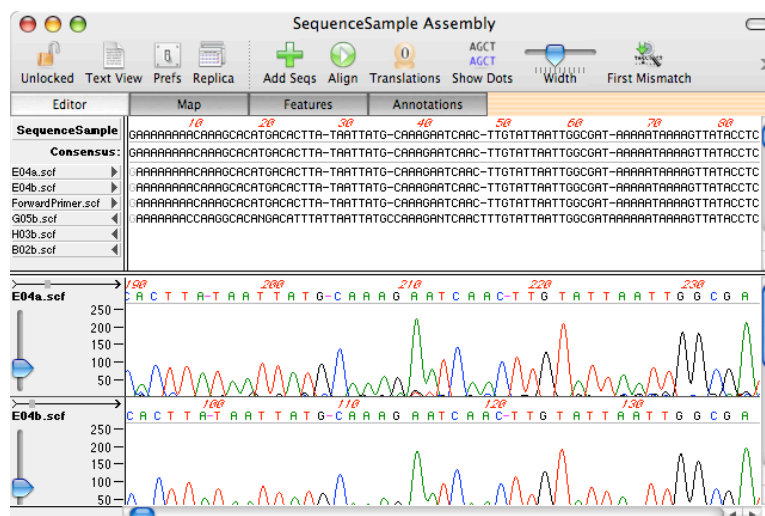 SequenceSample Assembly
AGCT
AGCT
Unlocked Text View Prefs Replica Add Seqs Align Translations Show Dots Width First Mismatch
Editor Map Features Annotations
10 20 30 40 50 60 70 80
SequenceSample GAAAAAAAACAAAGCACATGACACTTA-TAATTATG-CAAAGAATCAAC-TTGTATTAATTGGCGAT-AAAAATAAAAGTTATACCTC
Consensus: GAAAAAAAACAAAGCACATGACACTTA-TAATTATG-CAAAGAATCAAC-TTGTATTAATTGGCGAT-AAAAATAAAAGTTATACCTC
E04a.scf GAAAAAAAACAAAGCACATGACACTTA-TAATTATG-CAAAGAATCAAC-TTGTATTAATTGGCGAT-AAAAATAAAAGTTATACCTC
E04b.scf GAAAAAAAACAAAGCACATGACACTTA-TAATTATG-CAAAGAATCAAC-TTGTATTAATTGGCGAT-AAAAATAAAAGTTATACCTC
ForwardPrimer.scf GAAAAAAAACAAAGCACATGACACTTA-TAATTATG-CAAAGAATCAAC-TTGTATTAATTGGCGAT-AAAAATAAAAGTTATACCTC
G05b.scf GAAAAAAACCAAGGCACANGACATTTATTAATTATGCCAAAGANTCAACTTTGTATTAATTGGCGATAAAAAATAAAAGTTATACCTC
H03b.scf
B02b.scf
190 200 210 220 230
E04a.scf C A C T T A - T A A T T A T G - C A A A G A A T C A A C - T T G T A T T A A T T G G C G A
250
200
150
100
50
100 110 120 130
E04b.scf C A C T T A - T A A T T A T G - C A A A G A A T C A A C - T T G T A T T A A T T G G C G A
250
200
150
100
50